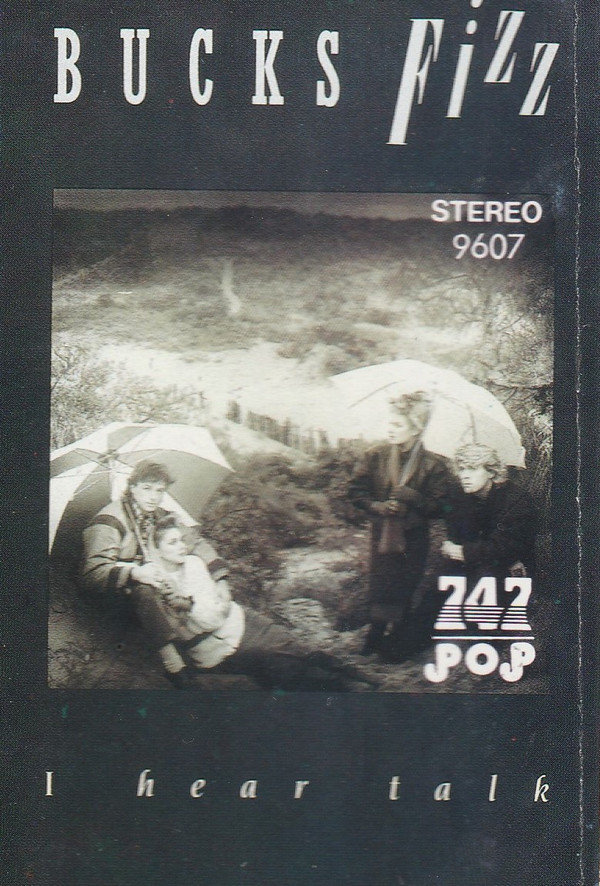 BUCKS Fizz
STEREO
9607
747
POP
I hear talk